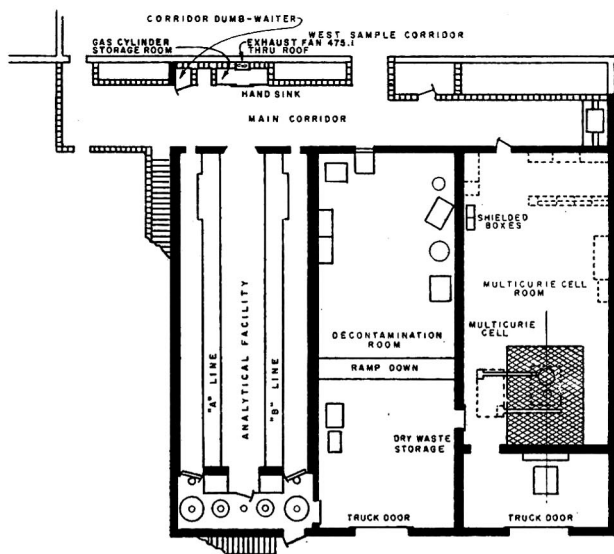 CORRIDOR DUMB-WAITER
WEST SAMPLE CORRIDOR
GAS CYLINDER
STORAGE ROOM
EXHAUST FAN 475.1
THRU ROOF
HAND SINK
MAIN CORRIDOR
SHIELDED
BOXES
MULTICURIE CELL
ROOM
MULTICURIE
CELL
"A" LINE
ANALYTICAL FACILITY
"B" LINE
DECONTAMINATION
ROOM
RAMP DOWN
DRY WASTE
STORAGE
TRUCK DOOR
TRUCK DOOR